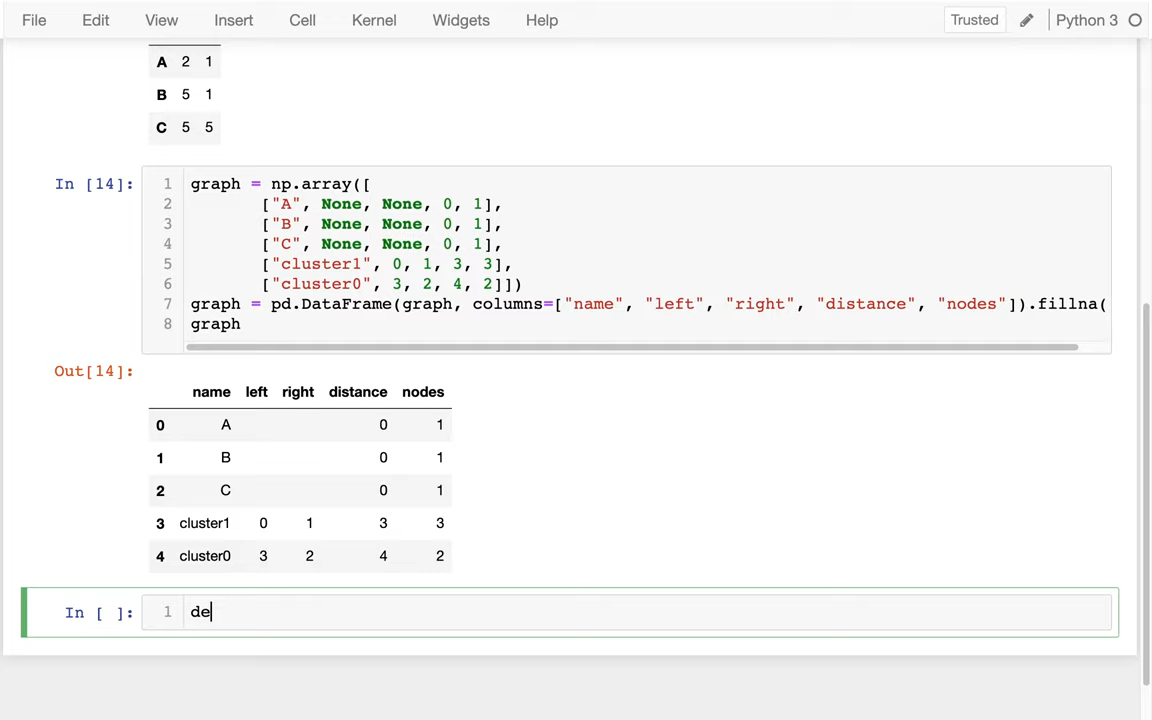 File Edit View Insert Cell Kernel Widgets Help Trusted Python 3
A 2 1
B 5 1
C 5 5
In [14]:
1 graph = np.array([
2 ["A", None, None, 0, 1],
3 ["B", None, None, 0, 1],
4 ["C", None, None, 0, 1],
5 ["cluster1", 0, 1, 3, 3],
6 ["cluster0", 3, 2, 4, 2]])
7 graph = pd.DataFrame(graph, columns=["name", "left", "right", "distance", "nodes"]).fillna(
8 graph
Out[14]:
name left right distance nodes
0 A 0 1
1 B 0 1
2 C 0 1
3 cluster1 0 1 3 3
4 cluster0 3 2 4 2
In [ ]: 1 de